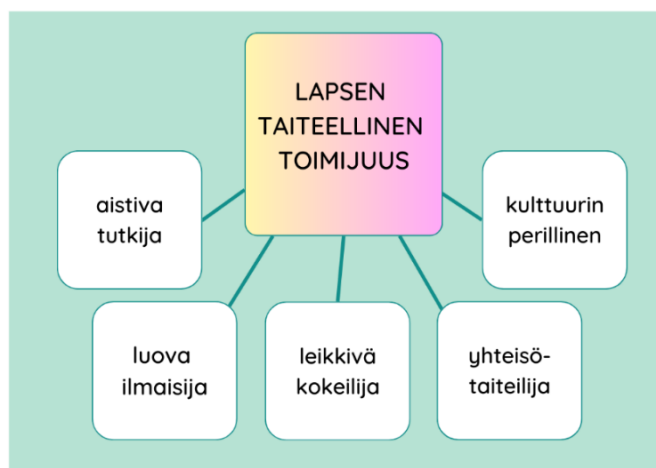 LAPSEN
TAITEELLINEN
TOIMIJUUS
aistiva
tutkija
kulttuurin
perillinen
luova
ilmaisija
leikkivä
kokeilija
yhteisö-
taiteilija